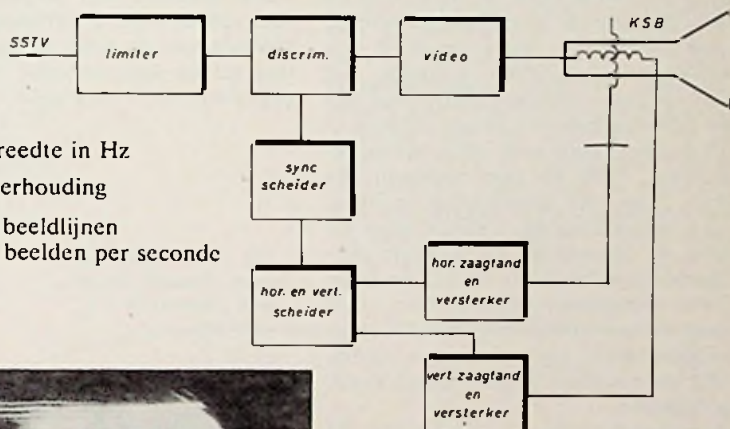 SSTV
limiter
discrim.
video
KSB
reedte in Hz
erhouding
beeldlijnen
beelden per seconde
sync
scheider
hor. en vert.
scheider
hor. zaagtand
en
versterker
vert zaagtand
en
versterker